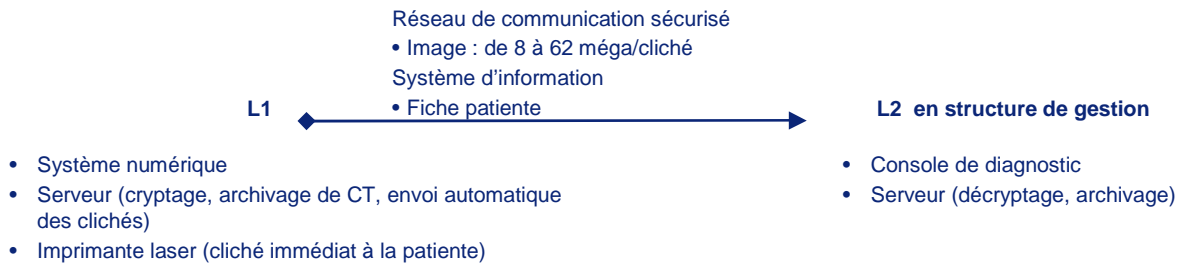 Réseau de communication sécurisé
• Image : de 8 à 62 méga/cliché
Système d’information
• Fiche patiente
L1
L2 en structure de gestion
• Système numérique
• Serveur (cryptage, archivage de CT, envoi automatique
des clichés)
• Imprimante laser (cliché immédiat à la patiente)
• Console de diagnostic
• Serveur (décryptage, archivage)